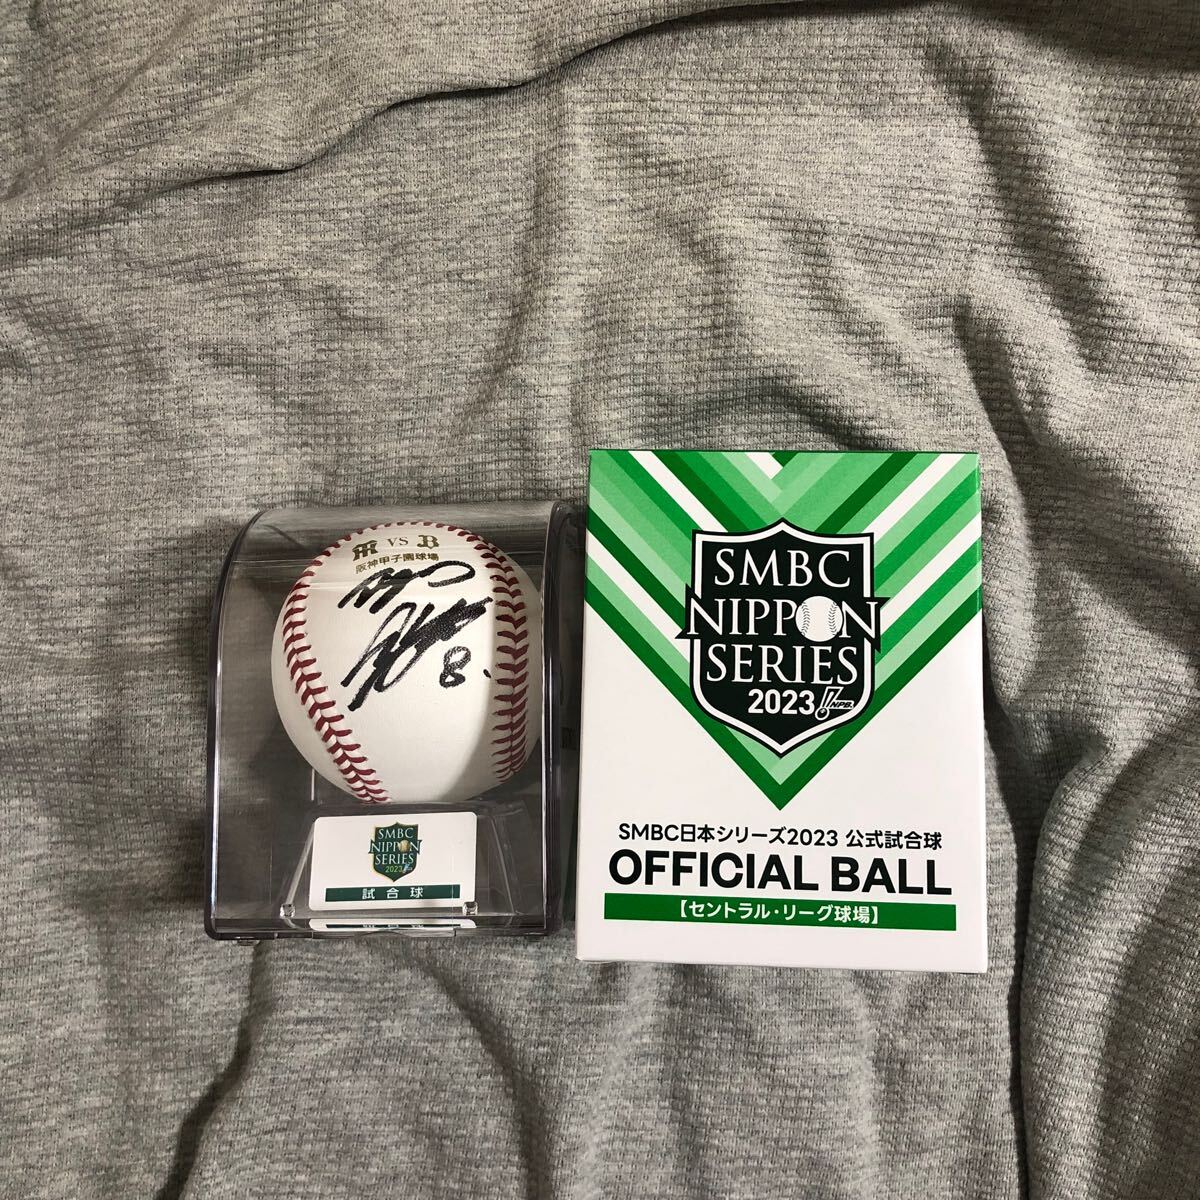 VS B
阪神甲子園球場
8.
SMBC
NIPPON
SERIES
2023
試合球
SMBC
NIPPON
SERIES
2023 NPB
SMBC日本シリーズ2023 公式試合球
OFFICIAL BALL
【セントラル・リーグ球場】